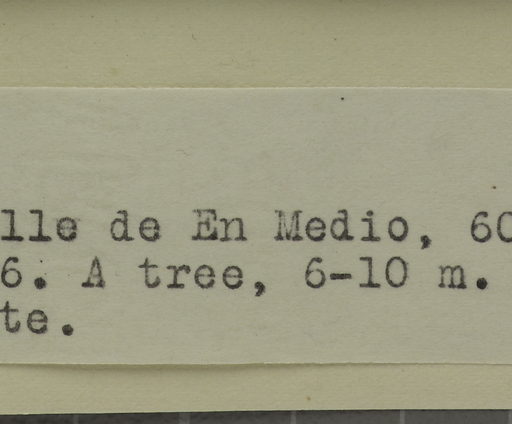 lle de En Medio, 60
6. A tree, 6-10 m.
te.